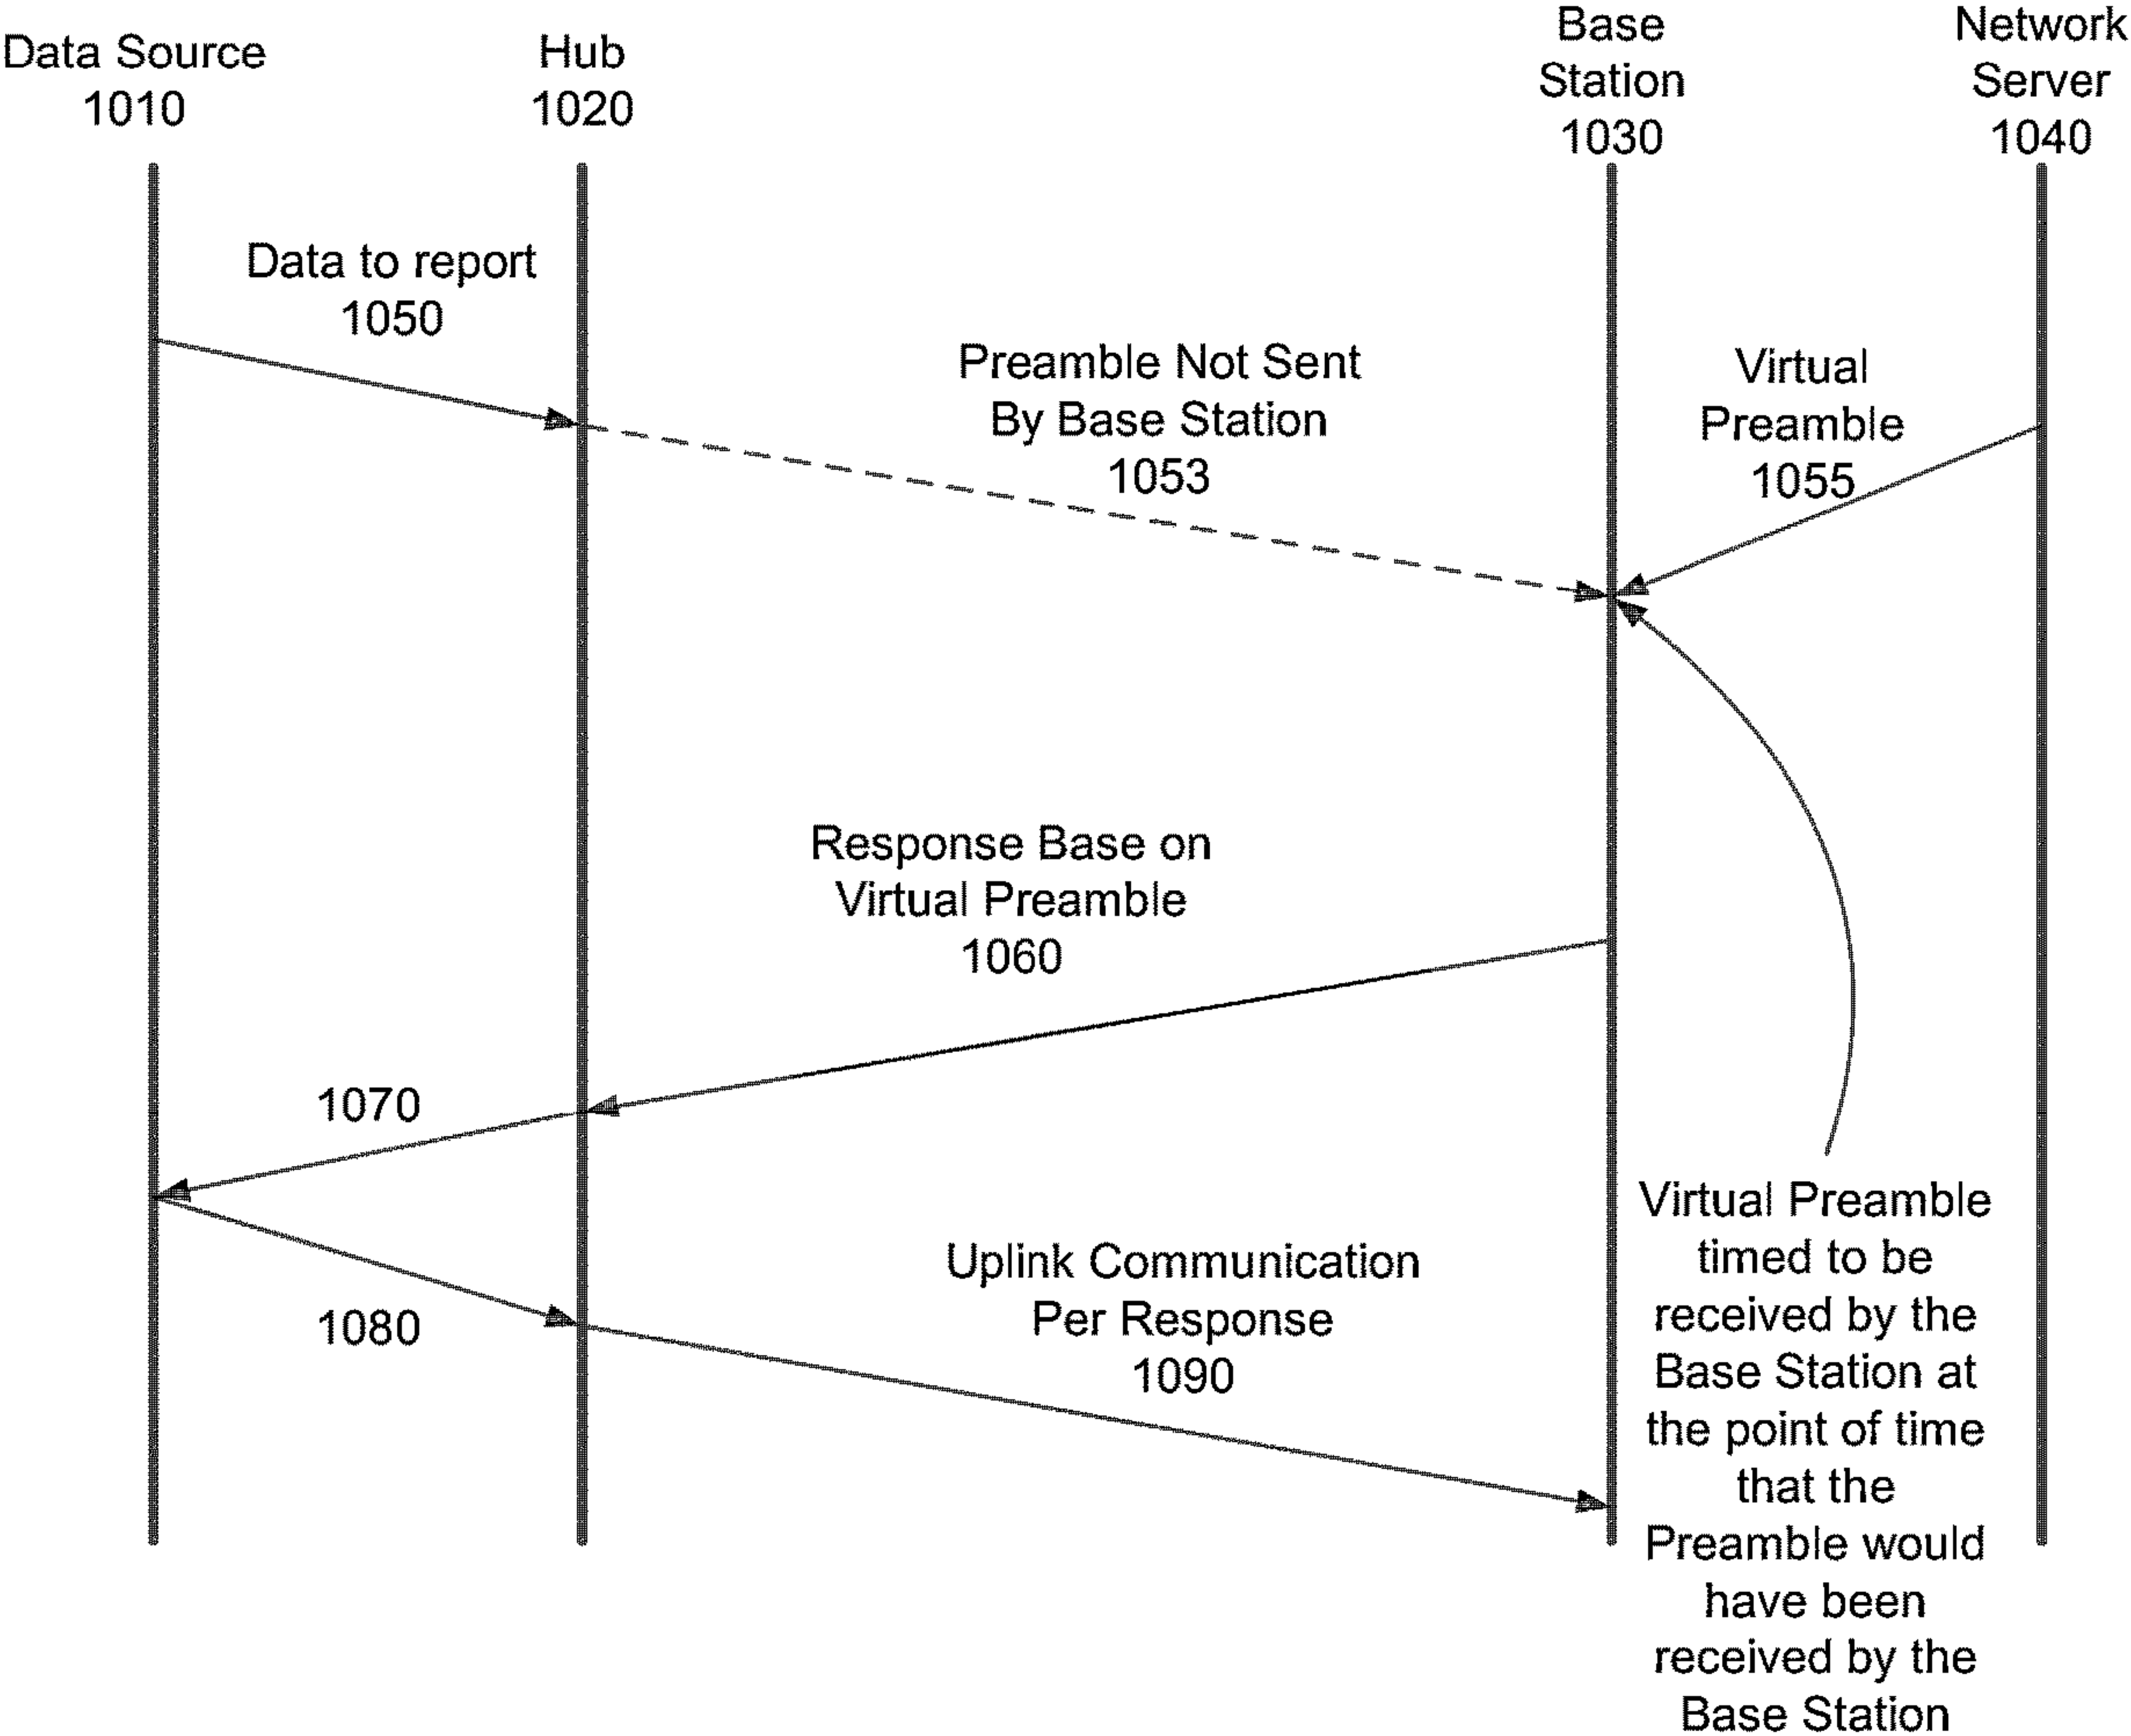 Data Source
1010
Hub
1020
Base
Station
1030
Network
Server
1040
Data to report
1050
Preamble Not Sent
By Base Station
1053
Virtual
Preamble
1055
Response Base on
Virtual Preamble
1060
1070
1080
Uplink Communication
Per Response
1090
Virtual Preamble
timed to be
received by the
Base Station at
the point of time
that the
Preamble would
have been
received by the
Base Station